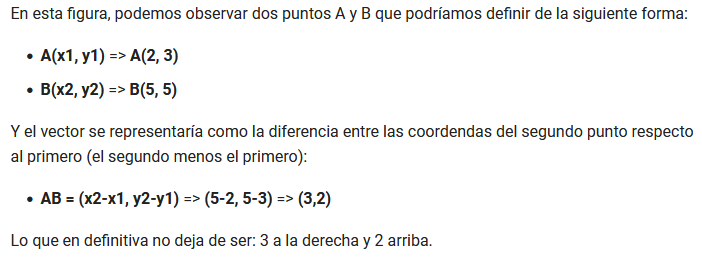 En esta figura, podemos observar dos puntos A y B que podríamos definir de la siguiente forma:
• A(x1, y1) => A(2, 3)
• B(x2, y2) => B(5, 5)
Y el vector se representaría como la diferencia entre las coordendas del segundo punto respecto
al primero (el segundo menos el primero):
• AB = (x2-x1, y2-y1) => (5-2, 5-3) => (3,2)
Lo que en definitiva no deja de ser: 3 a la derecha y 2 arriba.